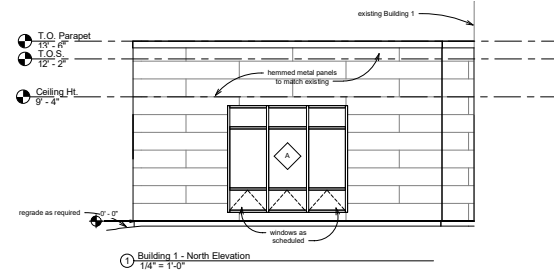 existing Building 1
T.O. Parapet
13' - 6"
T.O.S.
12' - 2"
hemmed metal panels
to match existing
Ceiling Ht.
9' - 4"
A
regrade as required
0' - 0"
windows as
scheduled
1 Building 1 - North Elevation
1/4" = 1'-0"